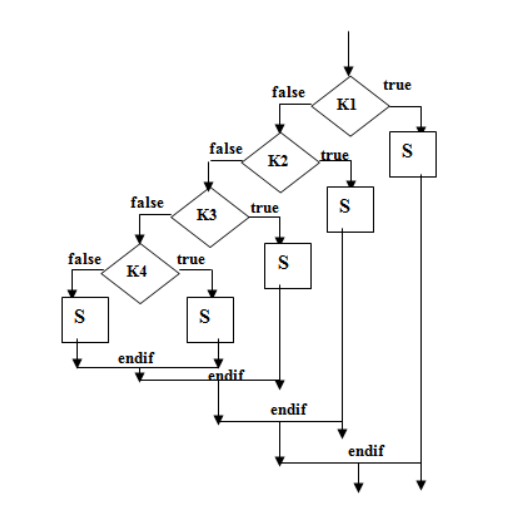 true
false
K1
false
true
S
K2
false
true
S
K3
false
true
S
K4
S
S
endif
endif
endif
endif